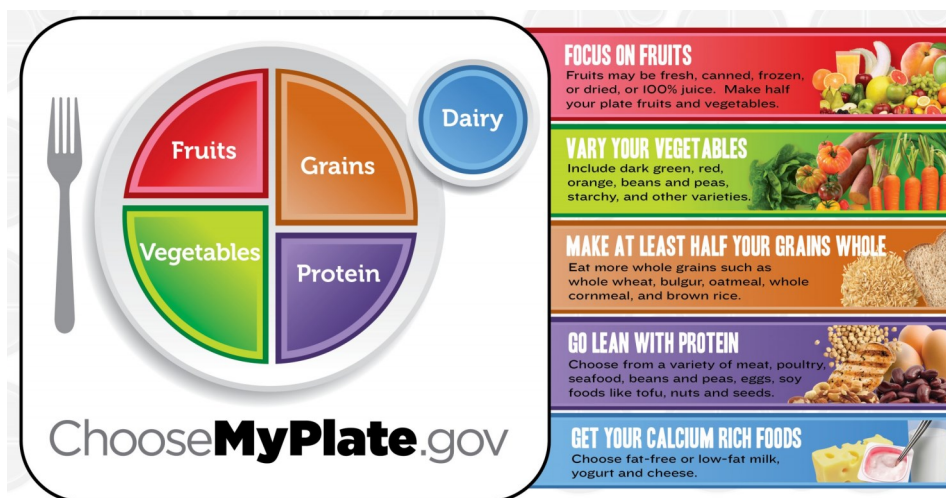 Fruits
Grains
Dairy
Vegetables
Protein
ChooseMyPlate.gov
FOCUS ON FRUITS
Fruits may be fresh, canned, frozen,
or dried, or 100% juice. Make half
your plate fruits and vegetables.
VARY YOUR VEGETABLES
Include dark green, red,
orange, beans and peas,
starchy, and other varieties.
MAKE AT LEAST HALF YOUR GRAINS WHOLE
Eat more whole grains such as
whole wheat, bulgur, oatmeal, whole
cornmeal, and brown rice.
GO LEAN WITH PROTEIN
Choose from a variety of meat, poultry,
seafood, beans and peas, eggs, soy
foods like tofu, nuts and seeds.
GET YOUR CALCIUM RICH FOODS
Choose fat-free or low-fat milk,
yogurt and cheese.